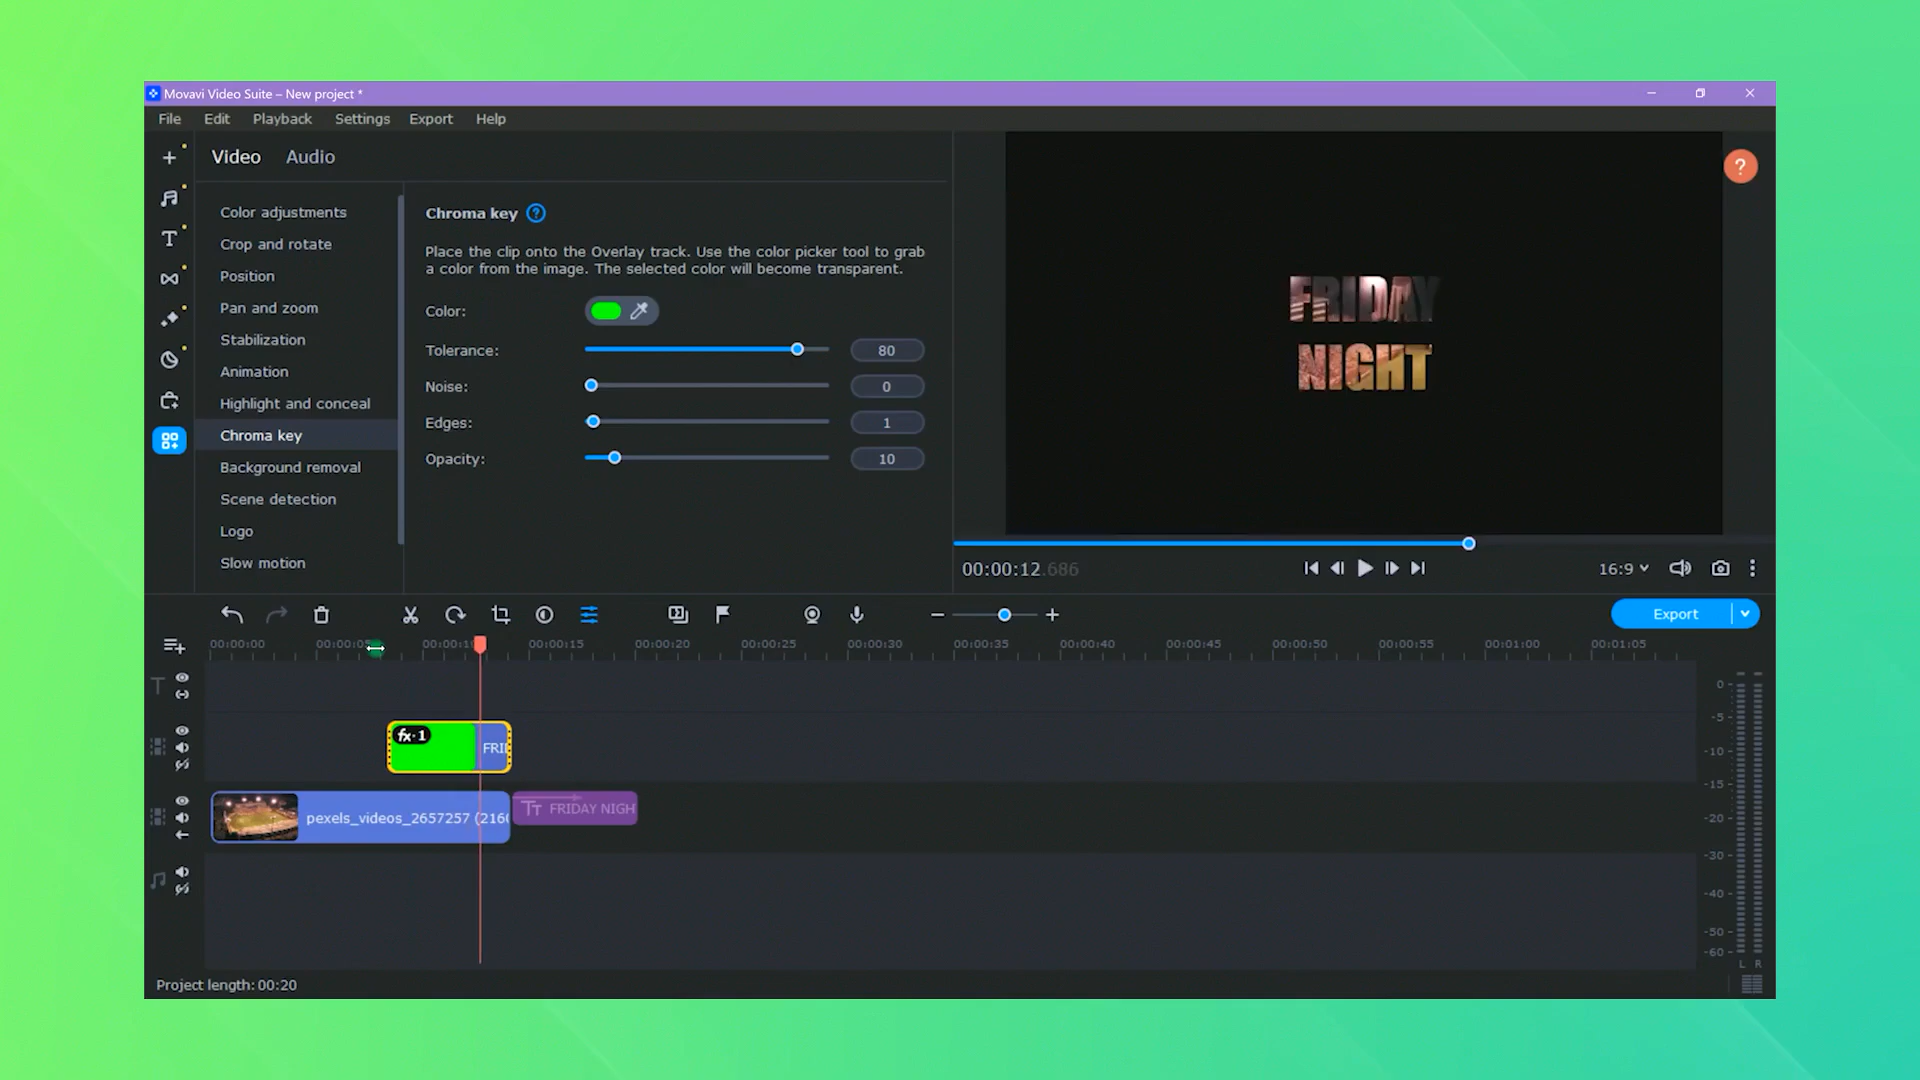 Movavi Video Suite – New project *
File Edit Playback Settings Export Help
Video Audio
Color adjustments
Crop and rotate
Position
Pan and zoom
Stabilization
Animation
Highlight and conceal
Chroma key
Background removal
Scene detection
Logo
Slow motion
Chroma key ?
Place the clip onto the Overlay track. Use the color picker tool to grab
a color from the image. The selected color will become transparent.
Color:
Tolerance: 80
Noise: 0
Edges: 1
Opacity: 10
FRIDAY
NIGHT
?
00:00:12.686
16:9
Export
00:00:00 00:00:15 00:00:20 00:00:25 00:00:30 00:00:35 00:00:40 00:00:45 00:00:50 00:00:55 00:01:00 00:01:05
fx·1
FRI
pexels_videos_2657257 (216
TT FRIDAY NIGH
0
-5
-10
-15
-20
-30
-40
-50
-60
L R
Project length: 00:20